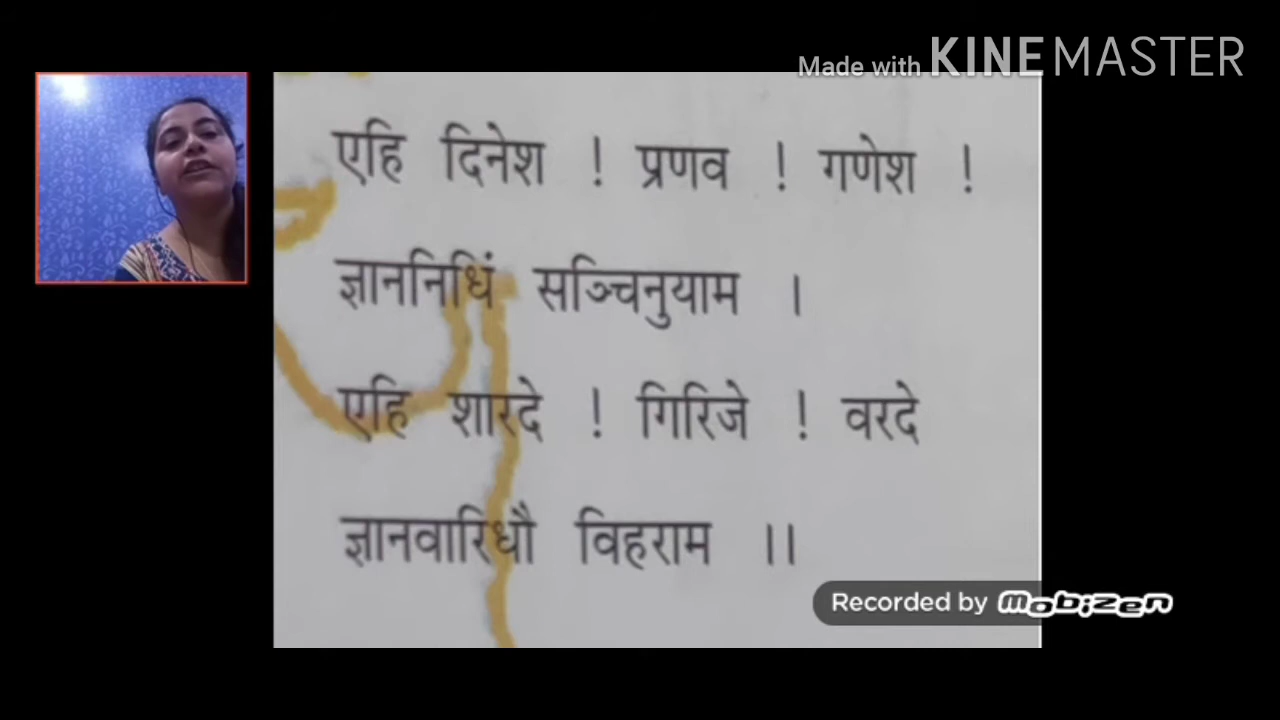 Made with KINEMASTER
एहि दिनेश ! प्रणव ! गणेश !
ज्ञाननिधिं सञ्चिनुयाम ।
एहि शारदे ! गिरिजे ! वरदे
ज्ञानवारिधौ विहराम ।।
Recorded by mobizen